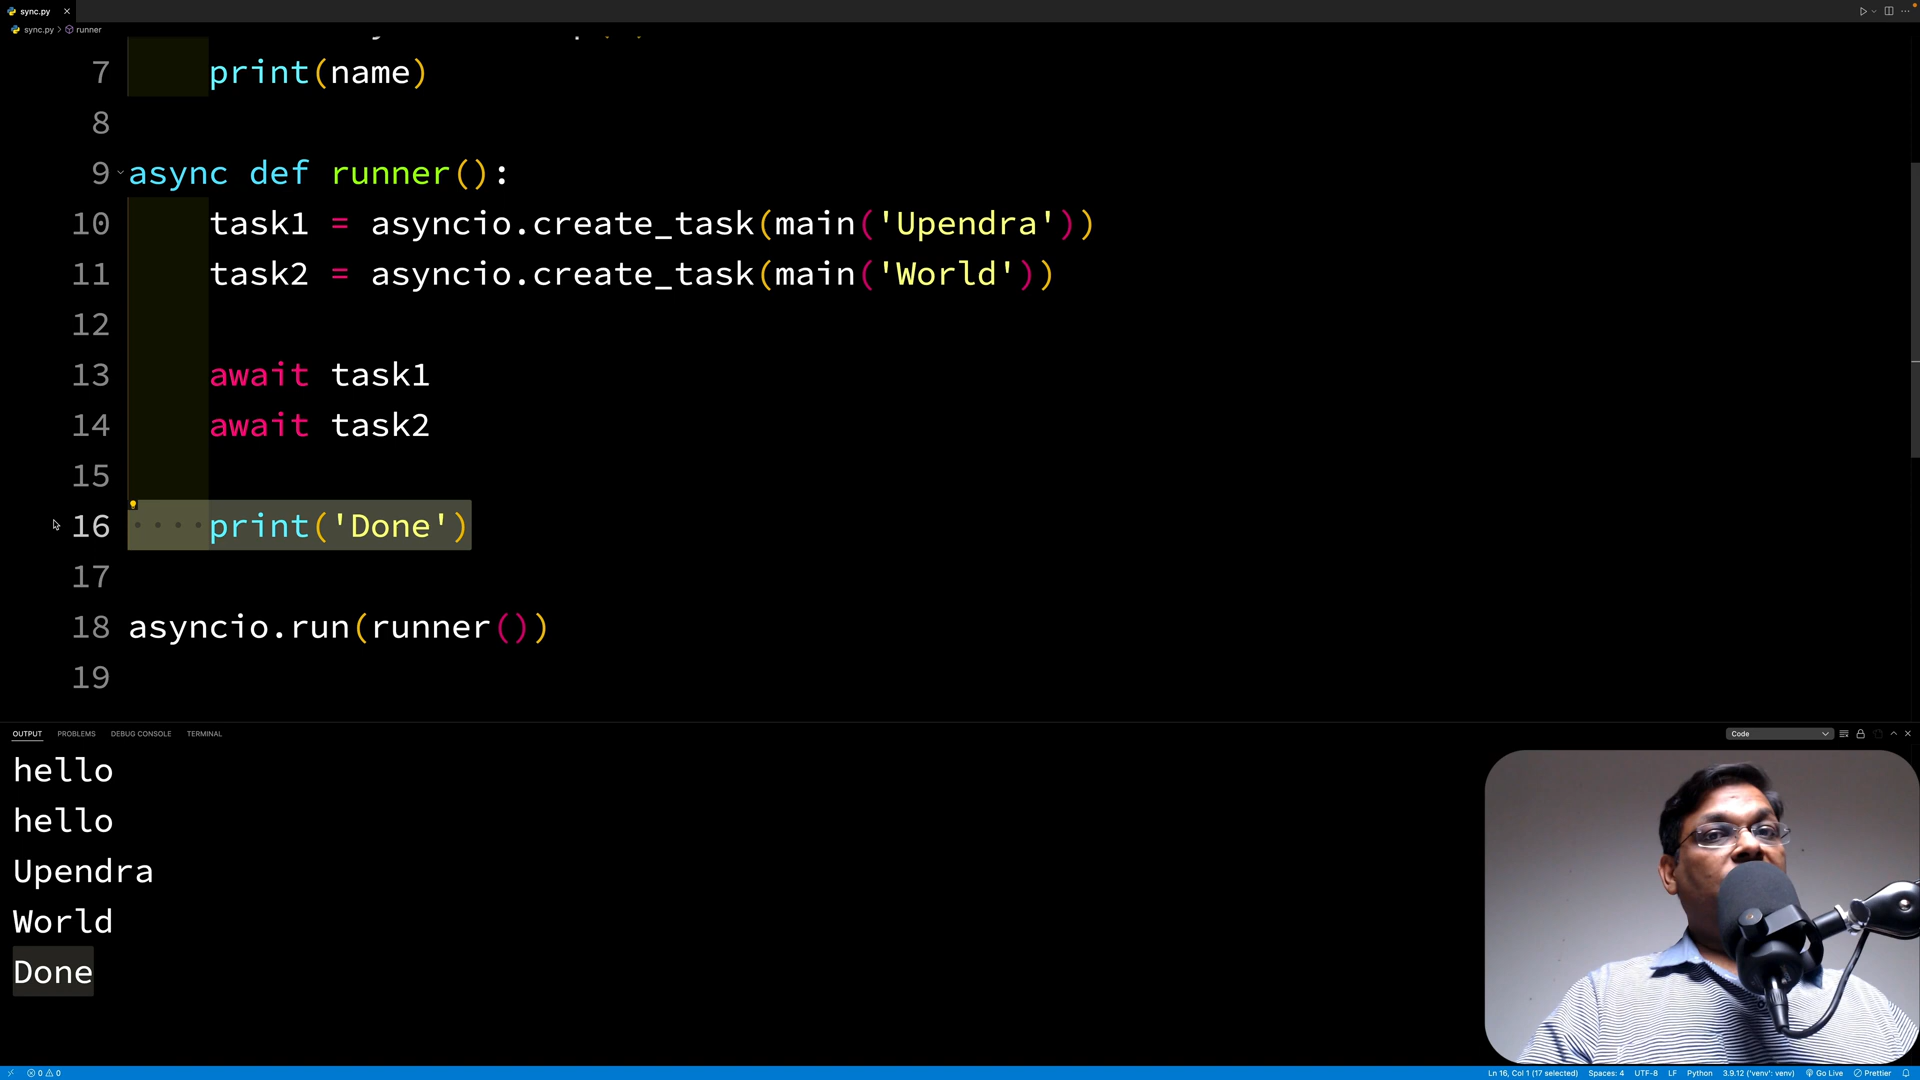 sync.py
sync.py > runner
7 print(name)
8
9 async def runner():
10 task1 = asyncio.create_task(main('Upendra'))
11 task2 = asyncio.create_task(main('World'))
12
13 await task1
14 await task2
15
16 print('Done')
17
18 asyncio.run(runner())
19
OUTPUT PROBLEMS DEBUG CONSOLE TERMINAL Code
hello
hello
Upendra
World
Done
0 0 Ln 16, Col 1 (17 selected) Spaces: 4 UTF-8 LF Python 3.9.12 ('venv': venv) Go Live Prettier